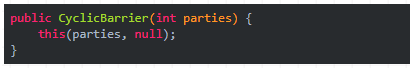 public CyclicBarrier(int parties) {
    this(parties, null);
}